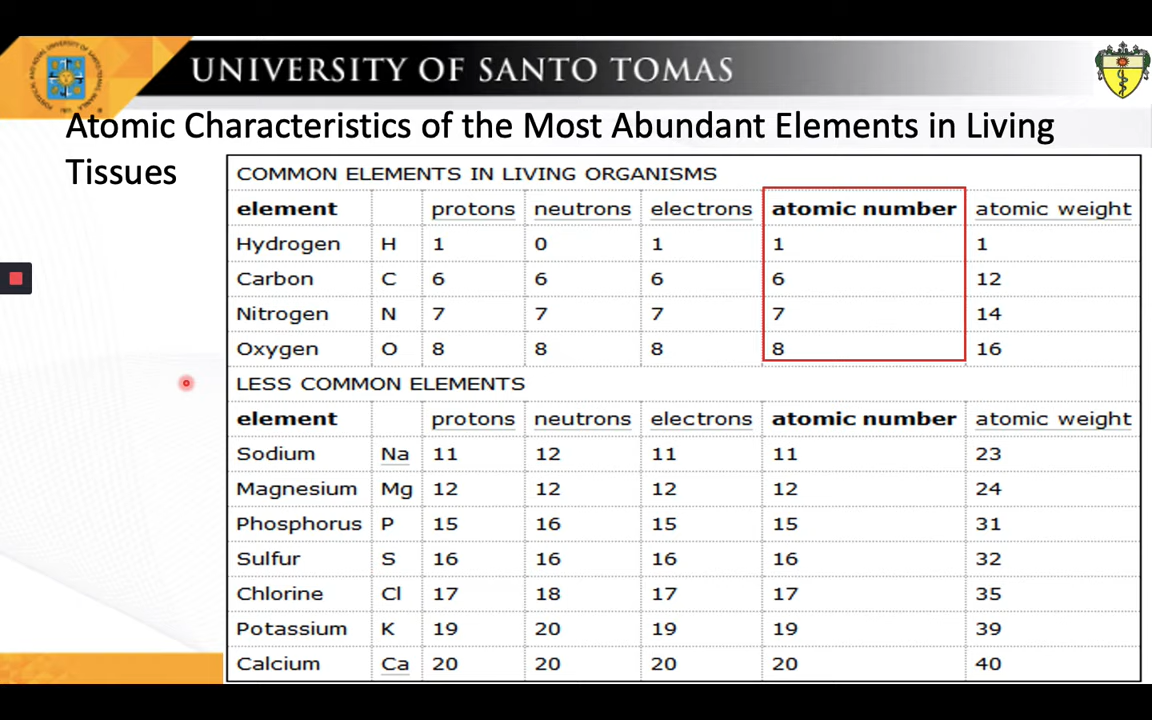 UNIVERSITY OF SANTO TOMAS
Atomic Characteristics of the Most Abundant Elements in Living
Tissues
COMMON ELEMENTS IN LIVING ORGANISMS
element protons neutrons electrons atomic number atomic weight
Hydrogen H 1 0 1 1 1
Carbon C 6 6 6 6 12
Nitrogen N 7 7 7 7 14
Oxygen O 8 8 8 8 16
LESS COMMON ELEMENTS
element protons neutrons electrons atomic number atomic weight
Sodium Na 11 12 11 11 23
Magnesium Mg 12 12 12 12 24
Phosphorus P 15 16 15 15 31
Sulfur S 16 16 16 16 32
Chlorine Cl 17 18 17 17 35
Potassium K 19 20 19 19 39
Calcium Ca 20 20 20 20 40